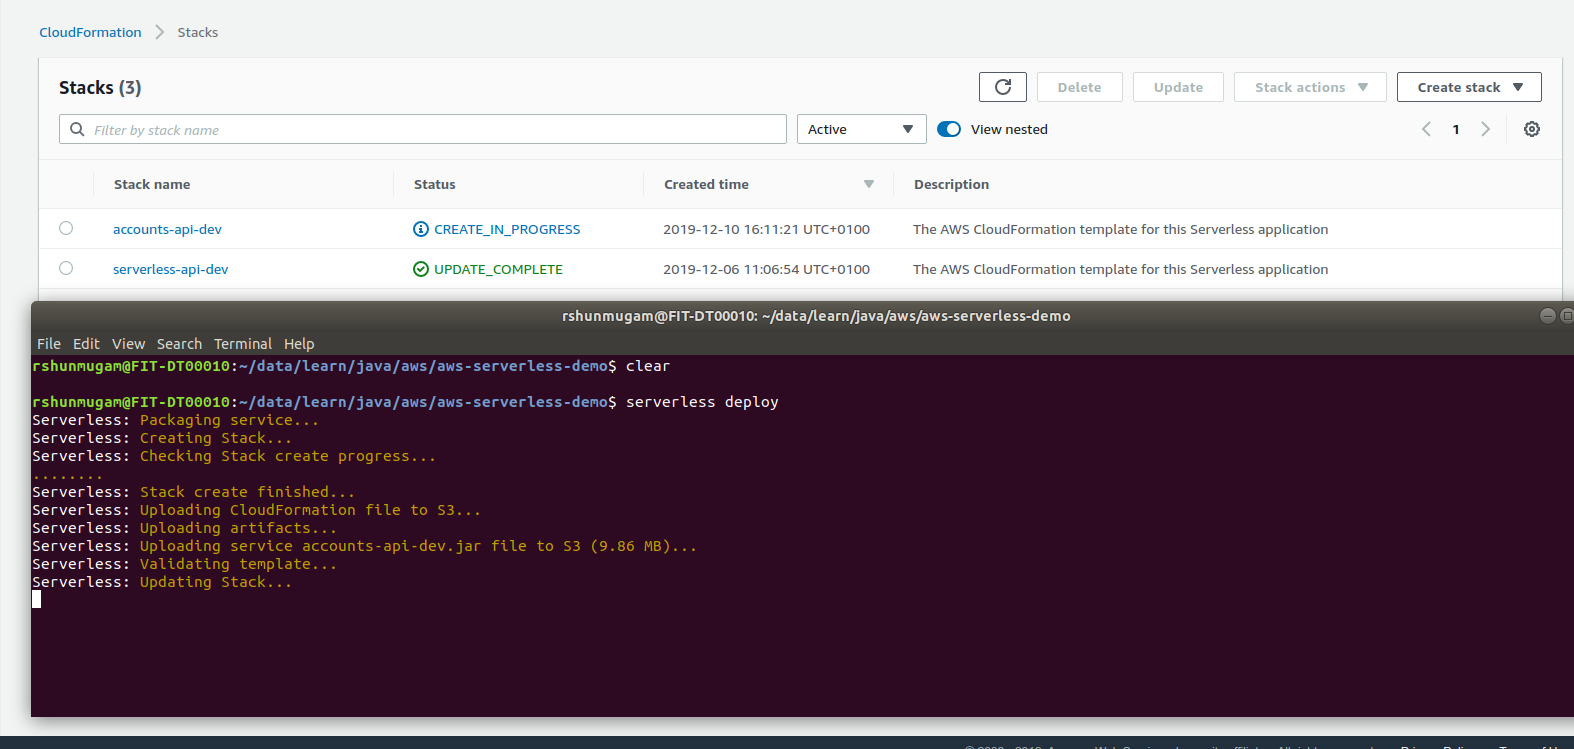 CloudFormation > Stacks
Stacks (3)
Delete
Update
Stack actions
Create stack
Filter by stack name
Active
View nested
1
Stack name Status Created time Description
accounts-api-dev CREATE_IN_PROGRESS 2019-12-10 16:11:21 UTC+0100 The AWS CloudFormation template for this Serverless application
serverless-api-dev UPDATE_COMPLETE 2019-12-06 11:06:54 UTC+0100 The AWS CloudFormation template for this Serverless application
rshunmugam@FIT-DT00010: ~/data/learn/java/aws/aws-serverless-demo
File Edit View Search Terminal Help
rshunmugam@FIT-DT00010:~/data/learn/java/aws/aws-serverless-demo$ clear
rshunmugam@FIT-DT00010:~/data/learn/java/aws/aws-serverless-demo$ serverless deploy
Serverless: Packaging service...
Serverless: Creating Stack...
Serverless: Checking Stack create progress...
........
Serverless: Stack create finished...
Serverless: Uploading CloudFormation file to S3...
Serverless: Uploading artifacts...
Serverless: Uploading service accounts-api-dev.jar file to S3 (9.86 MB)...
Serverless: Validating template...
Serverless: Updating Stack...